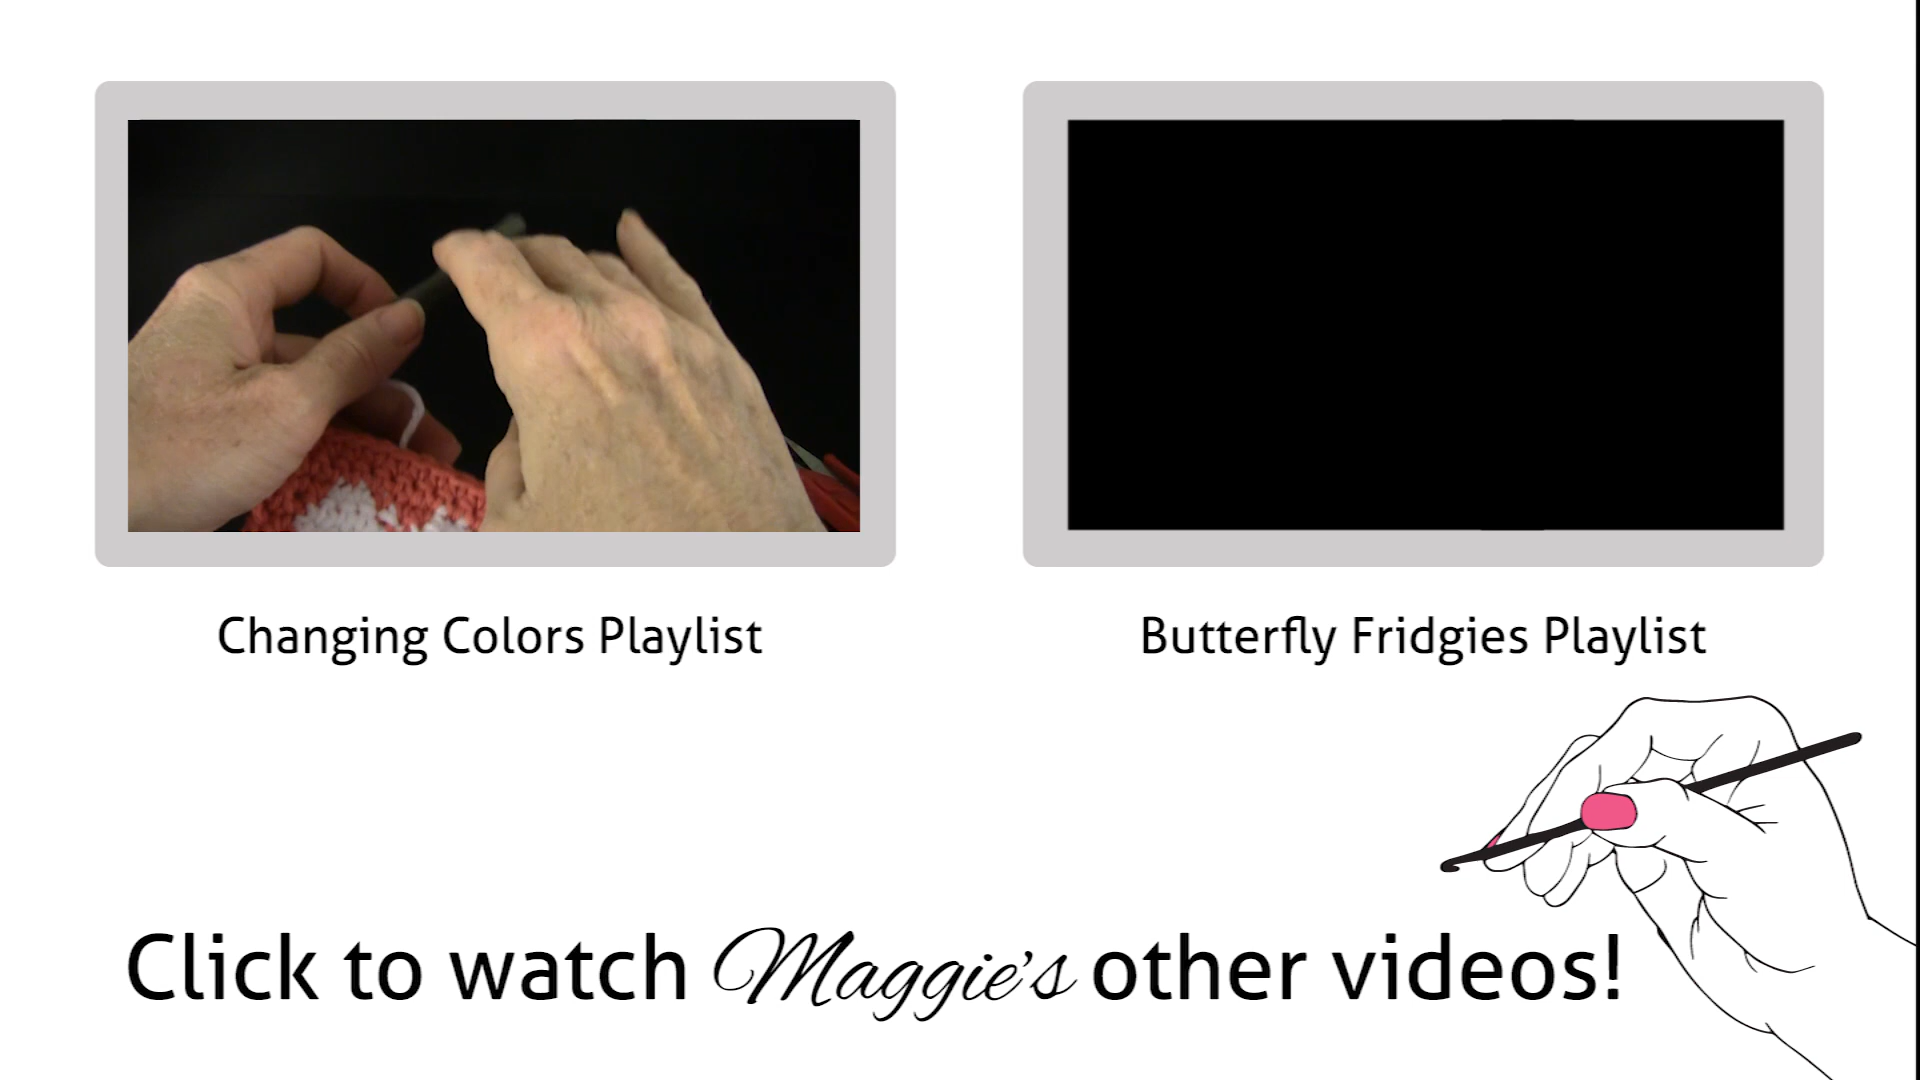 Changing Colors Playlist
Butterfly Fridgies Playlist
Click to watch Maggie's other videos!